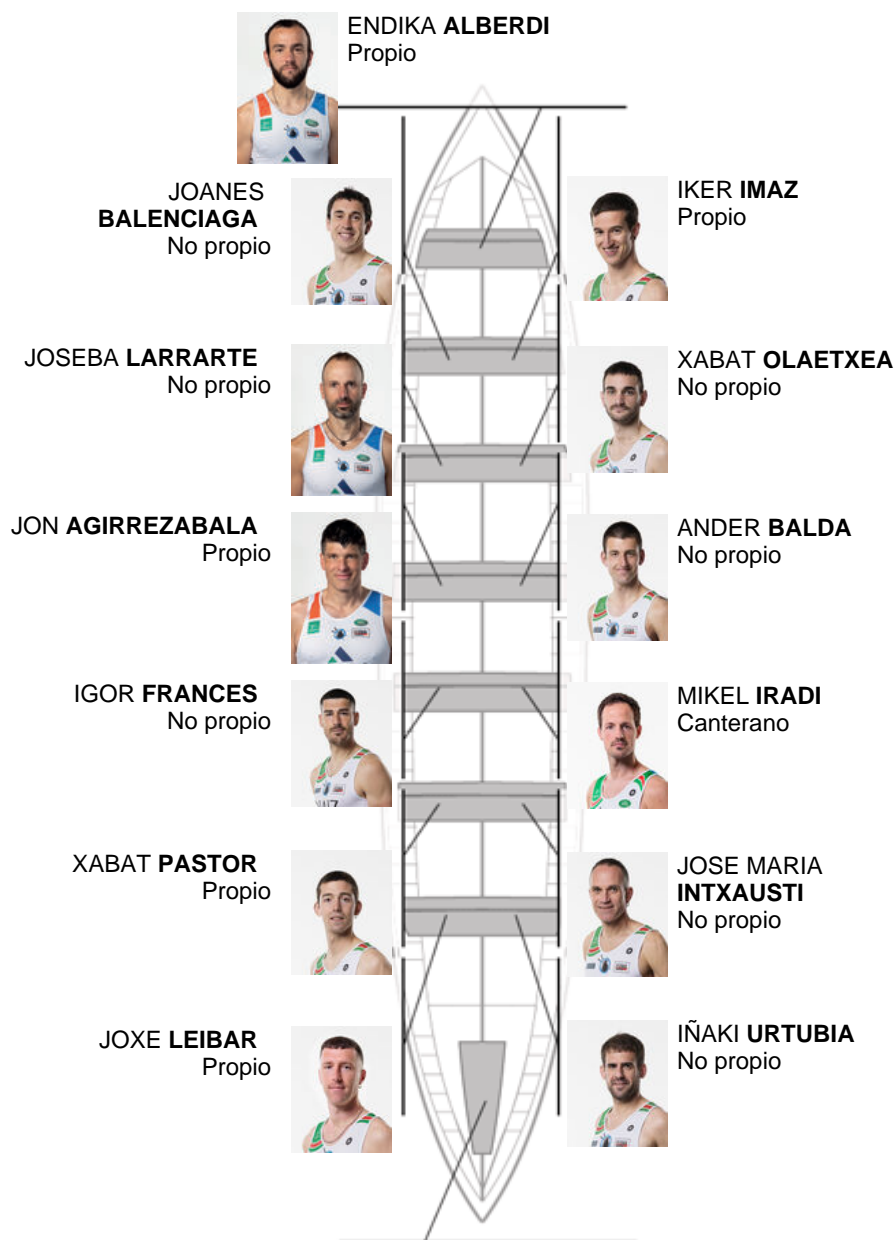 ENDIKA ALBERDI
Propio
JOANES
BALENCIAGA
No propio
IKER IMAZ
Propio
JOSEBA LARRARTE
No propio
XABAT OLAETXEA
No propio
JON AGIRREZABALA
Propio
ANDER BALDA
No propio
IGOR FRANCES
No propio
MIKEL IRADI
Canterano
XABAT PASTOR
Propio
JOSE MARIA
INTXAUSTI
No propio
JOXE LEIBAR
Propio
IÑAKI URTUBIA
No propio